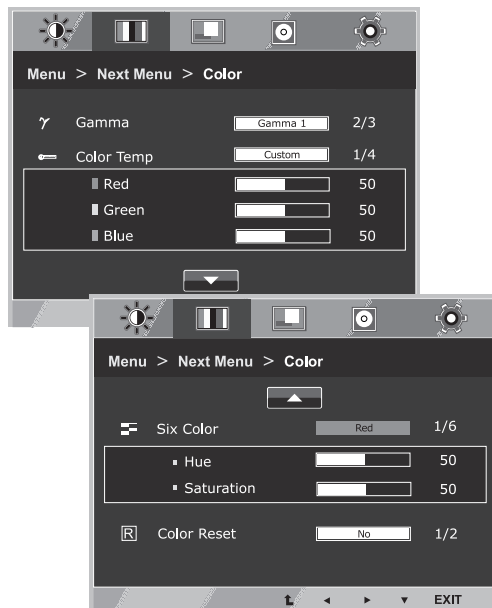 Menu > Next Menu > Color
γ Gamma Gamma 1 2/3
Color Temp Custom 1/4
Red 50
Green 50
Blue 50
Menu > Next Menu > Color
Six Color Red 1/6
Hue 50
Saturation 50
R Color Reset No 1/2
EXIT